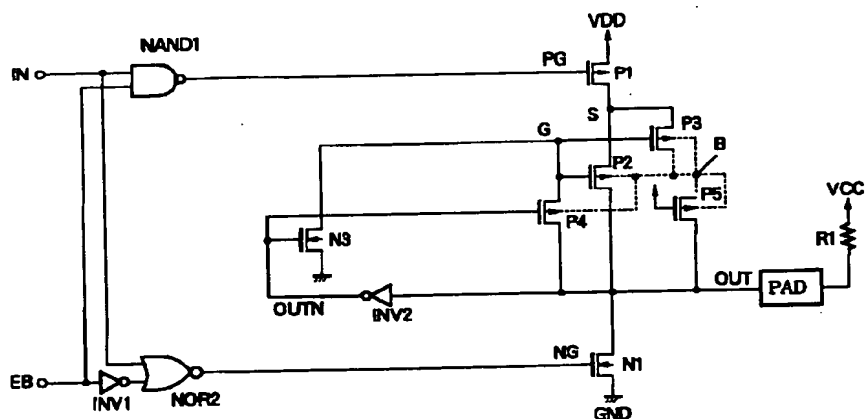 VDD
NAND1
IN
PG
P1
S
P3
G
B
P2
VCC
P5
P4
N3
R1
OUT
PAD
OUTN
INV2
NG
N1
EB
INV1
NOR2
GND